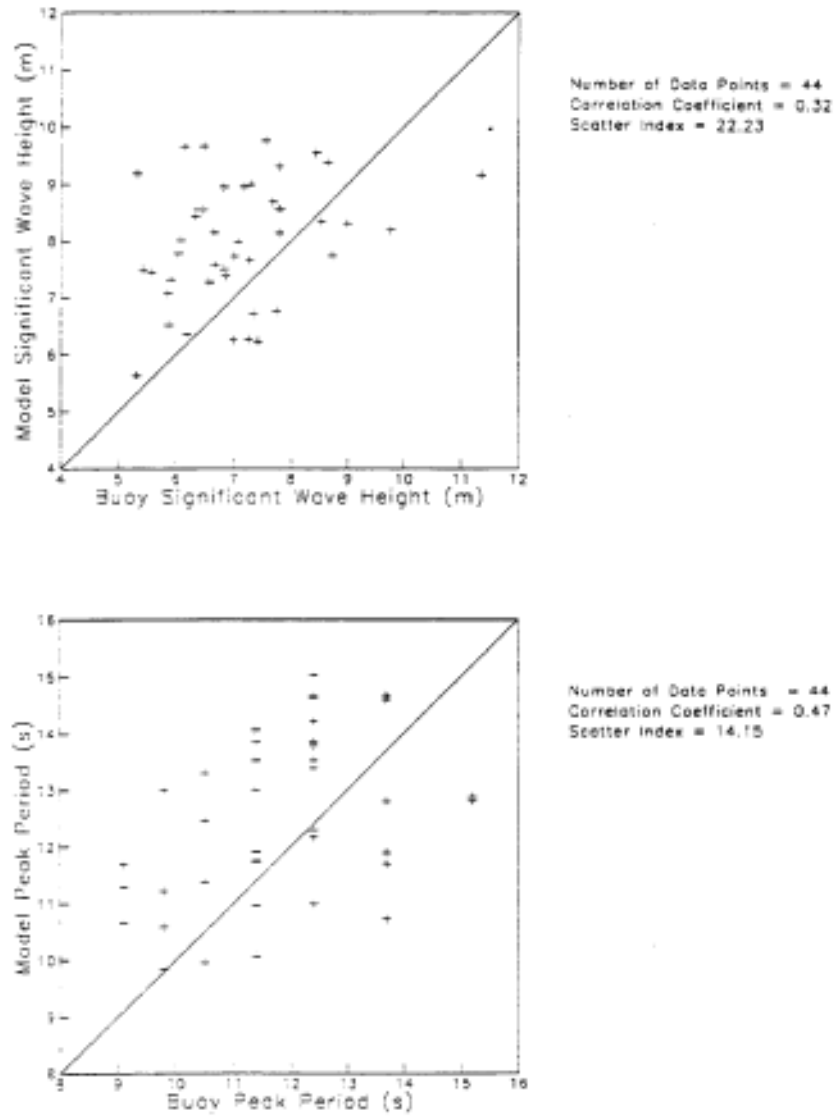 12
11
10
9
8
7
6
5
4
Model Significant Wave Height (m)
4 5 6 7 8 9 10 11 12
Buoy Significant Wave Height (m)
Number of Data Points = 44
Correlation Coefficient = 0.32
Scatter Index = 22.23
16
15
14
13
12
11
10
9
8
Model Peak Period (s)
8 9 10 11 12 13 14 15 16
Buoy Peak Period (s)
Number of Data Points = 44
Correlation Coefficient = 0.47
Scatter Index = 14.15